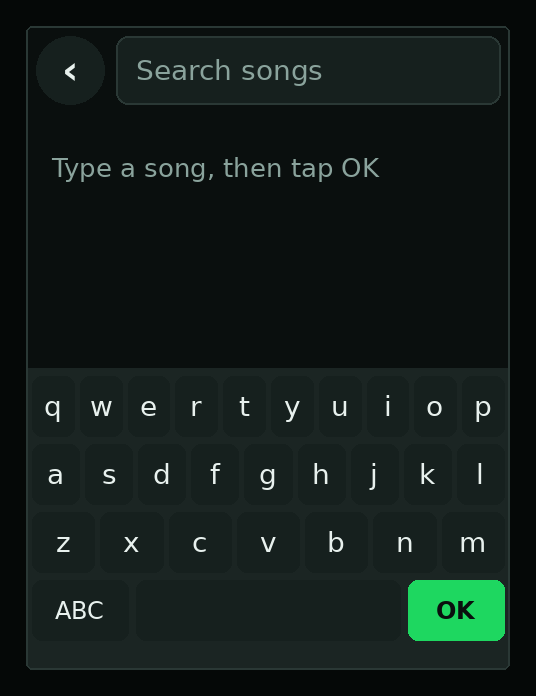 ‹ Search songs
Type a song, then tap OK
q w e r t y u i o p
a s d f g h j k l
z x c v b n m
ABC OK